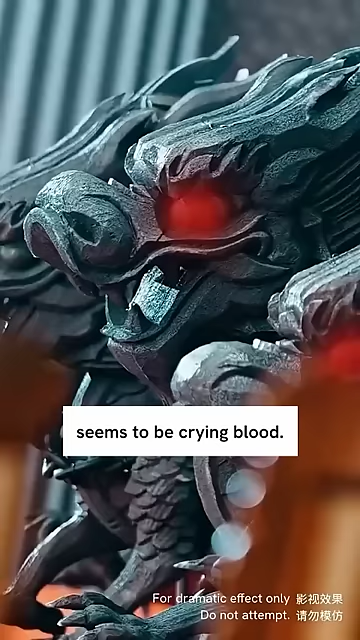 seems to be crying blood.
For dramatic effect only 影视效果
Do not attempt. 请勿模仿